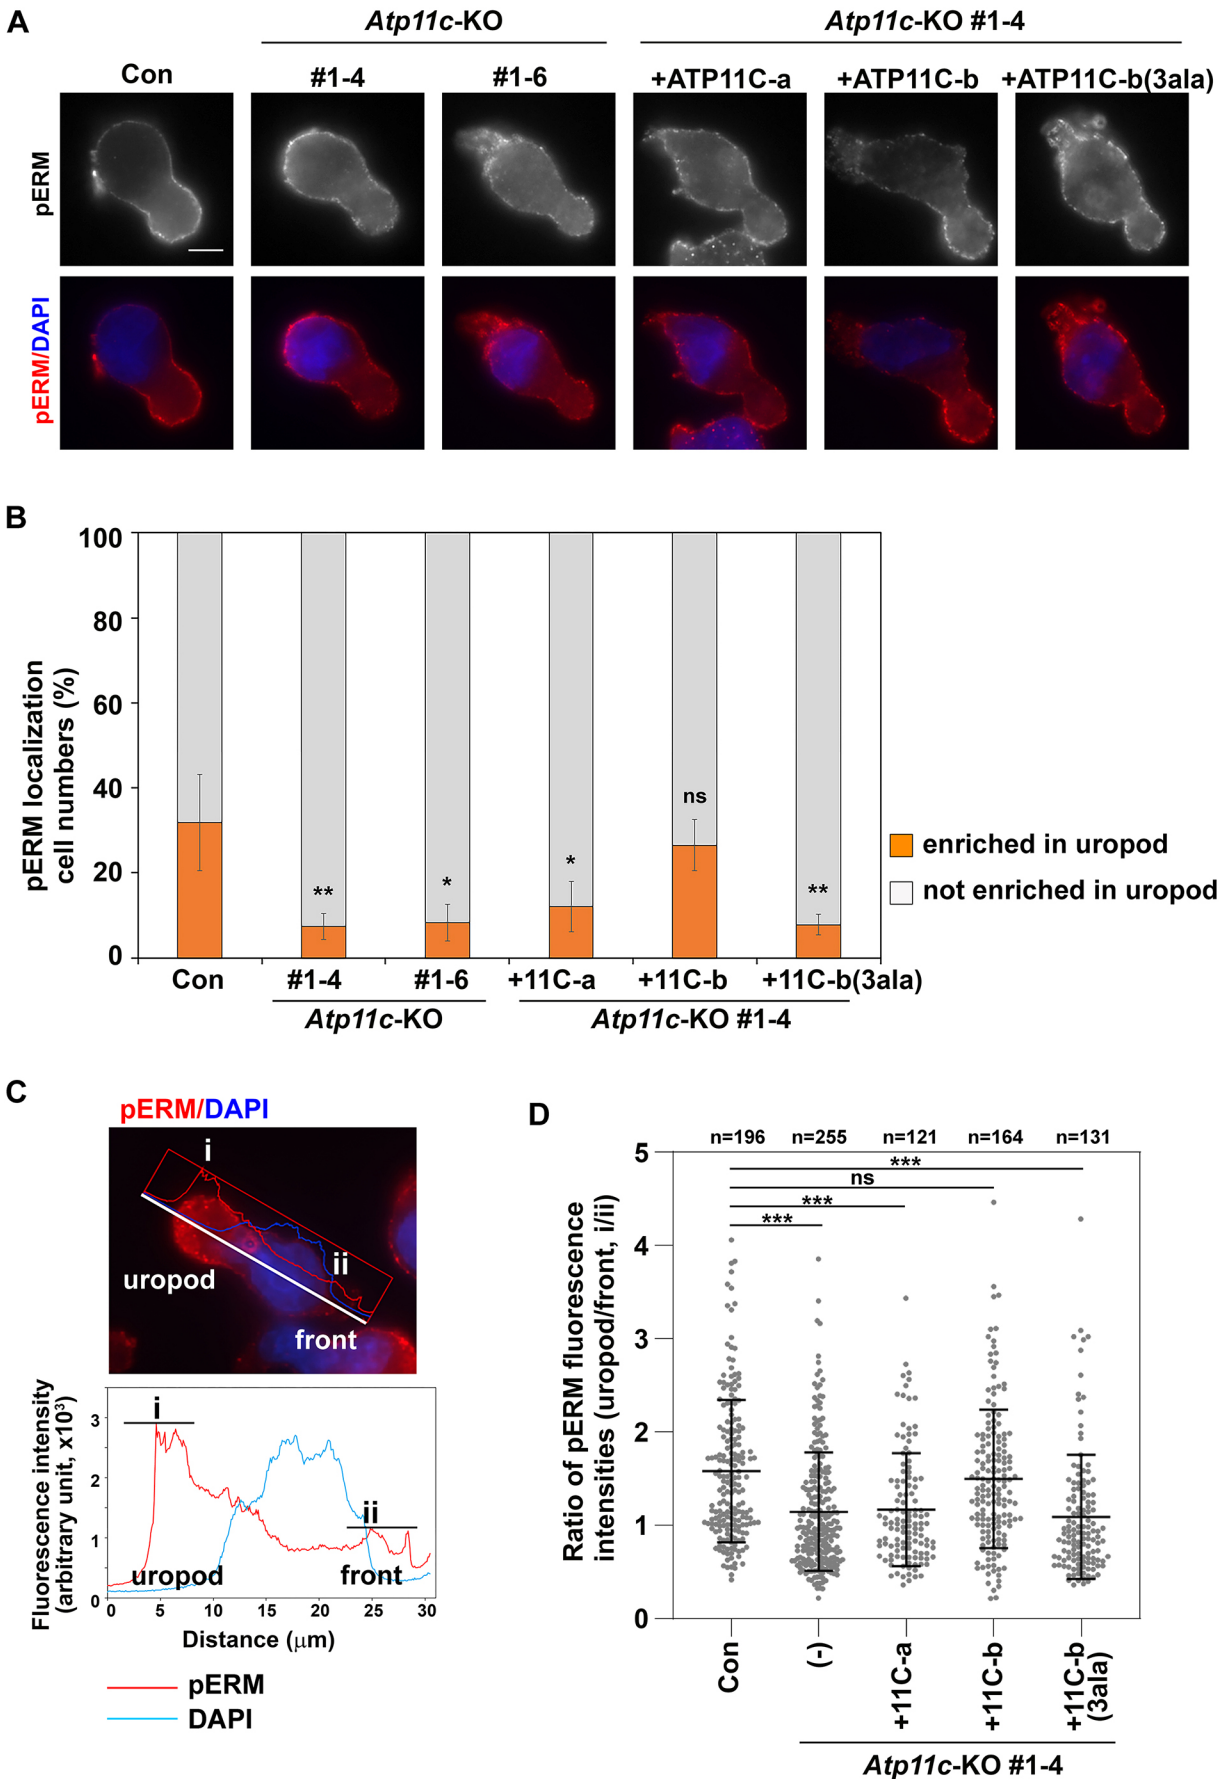 A
Atp11c-KO
Atp11c-KO #1-4
Con
#1-4
#1-6
+ATP11C-a
+ATP11C-b
+ATP11C-b(3ala)
pERM
pERM/DAPI
B
pERM localization
cell numbers (%)
100
80
60
40
20
0
**
*
*
ns
**
enriched in uropod
not enriched in uropod
Con
#1-4
#1-6
+11C-a
+11C-b
+11C-b(3ala)
Atp11c-KO
Atp11c-KO #1-4
C
pERM/DAPI
i
ii
uropod
front
Fluorescence intensity
(arbitrary unit, x10³)
3
2
1
0
i
ii
uropod
front
0 5 10 15 20 25 30
Distance (μm)
pERM
DAPI
D
n=196 n=255 n=121 n=164 n=131
Ratio of pERM fluorescence
intensities (uropod/front, i/ii)
5
4
3
2
1
0
***
ns
***
***
Con
(-)
+11C-a
+11C-b
+11C-b
(3ala)
Atp11c-KO #1-4